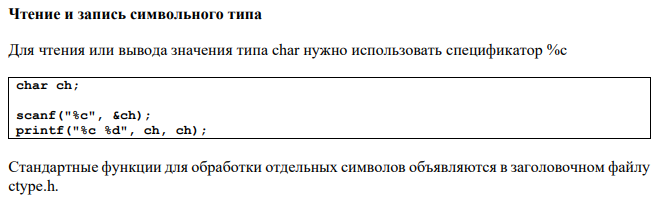 Чтение и запись символьного типа
Для чтения или вывода значения типа char нужно использовать спецификатор %c
char ch;
scanf("%c", &ch);
printf("%c %d", ch, ch);
Стандартные функции для обработки отдельных символов объявляются в заголовочном файлу
ctype.h.